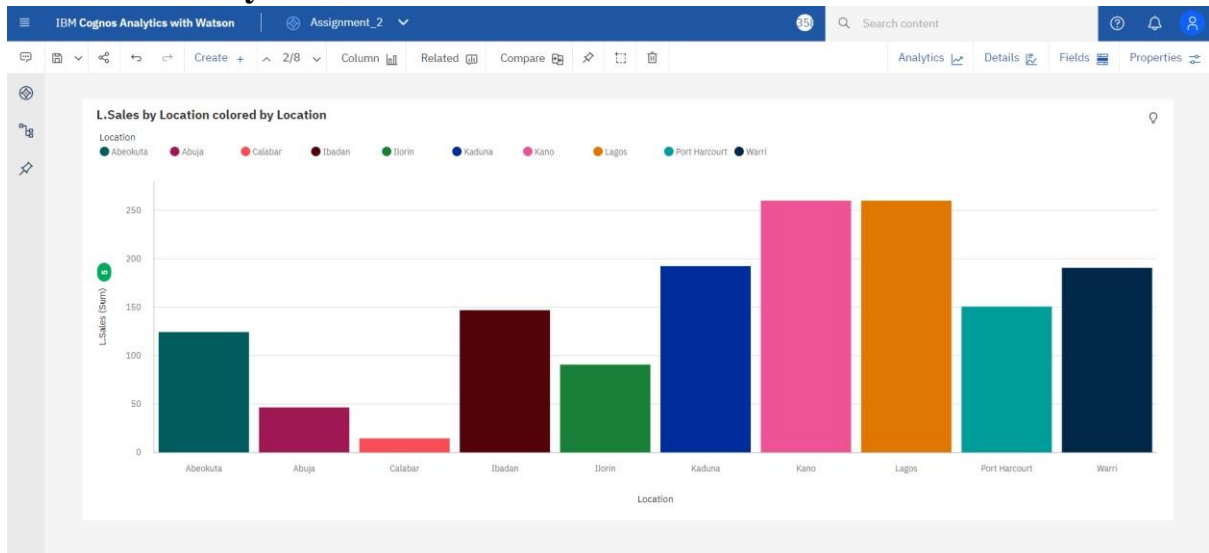 IBM Cognos Analytics with Watson Assignment_2 Search content
Create + 2/8 Column Related Compare Analytics Details Fields Properties
L.Sales by Location colored by Location
Location
Abeokuta Abuja Calabar Ibadan Ilorin Kaduna Kano Lagos Port Harcourt Warri
250
200
150
100
50
0
L.Sales (Sum)
Abeokuta Abuja Calabar Ibadan Ilorin Kaduna Kano Lagos Port Harcourt Warri
Location